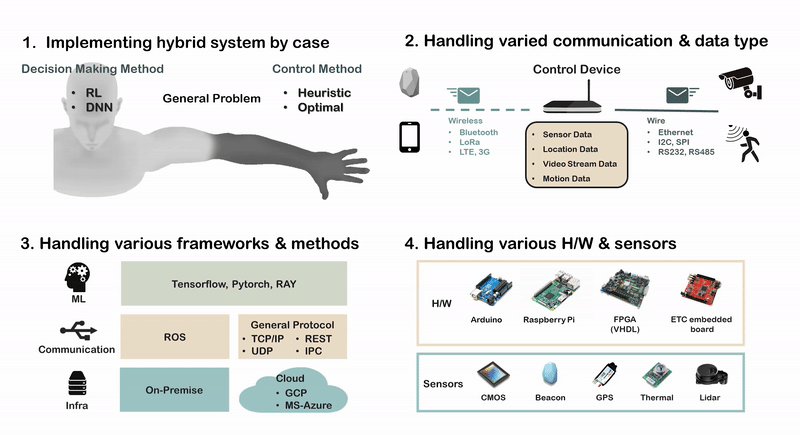 1. Implementing hybrid system by case
Decision Making Method
• RL
• DNN
General Problem
Control Method
• Heuristic
• Optimal
2. Handling varied communication & data type
Control Device
Wireless
• Bluetooth
• LoRa
• LTE, 3G
• Sensor Data
• Location Data
• Video Stream Data
• Motion Data
Wire
• Ethernet
• I2C, SPI
• RS232, RS485
3. Handling various frameworks & methods
ML
Tensorflow, Pytorch, RAY
Communication
ROS
General Protocol
• TCP/IP • REST
• UDP • IPC
Infra
On-Premise
Cloud
• GCP
• MS-Azure
4. Handling various H/W & sensors
H/W
Arduino
Raspberry Pi
FPGA
(VHDL)
ETC embedded
board
Sensors
CMOS
Beacon
GPS
Thermal
Lidar